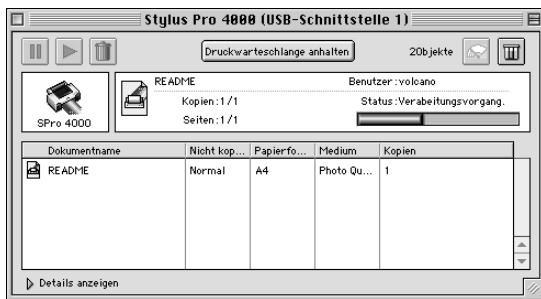 Stylus Pro 4000 (USB-Schnittstelle 1)
Druckwarteschlange anhalten
20bjekte
SPro 4000
README
Benutzer:volcano
Kopien:1/1
Status:Verabeitungsvorgang.
Seiten:1/1
Dokumentname Nicht kop... Papierfo... Medium Kopien
README Normal A4 Photo Qu... 1
Details anzeigen